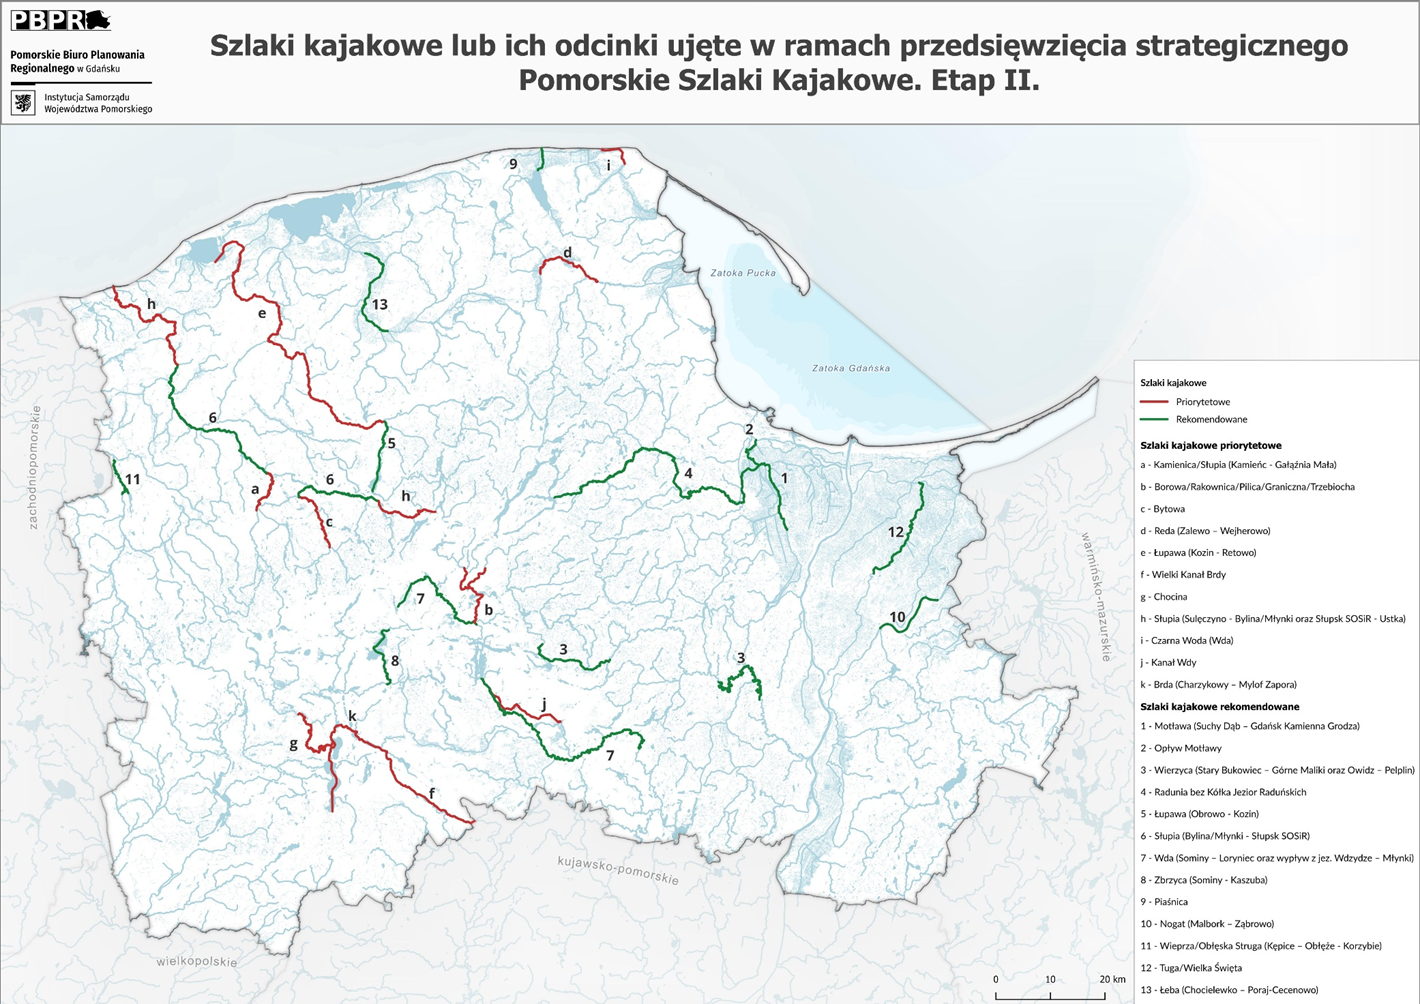 PBPR
Pomorskie Biuro Planowania
Regionalnego w Gdańsku
Instytucja Samorządu
Województwa Pomorskiego
Szlaki kajakowe lub ich odcinki ujęte w ramach przedsięwzięcia strategicznego
Pomorskie Szlaki Kajakowe. Etap II.
9
i
d
Zatoka Pucka
h
e
13
Zatoka Gdańska
zachodniopomorskie
6
5
2
11
a
6
h
4
1
c
12
warmińsko-mazurskie
7
b
10
8
3
3
j
k
g
7
f
kujawsko-pomorskie
wielkopolskie
Szlaki kajakowe
Priorytetowe
Rekomendowane
Szlaki kajakowe priorytetowe
a - Kamienica/Słupia (Kamieńc - Gałąźnia Mała)
b - Borowa/Rakownica/Pilica/Graniczna/Trzebiocha
c - Bytowa
d - Reda (Zalewo – Wejherowo)
e - Łupawa (Kozin - Retowo)
f - Wielki Kanał Brdy
g - Chocina
h - Słupia (Sulęczyno - Bylina/Młynki oraz Słupsk SOSiR - Ustka)
i - Czarna Woda (Wda)
j - Kanał Wdy
k - Brda (Charzykowy – Mylof Zapora)
Szlaki kajakowe rekomendowane
1 - Motława (Suchy Dąb – Gdańsk Kamienna Grodza)
2 - Opływ Motławy
3 - Wierzyca (Stary Bukowiec – Górne Maliki oraz Owidz – Pelplin)
4 - Radunia bez Kółka Jezior Raduńskich
5 - Łupawa (Obrowo - Kozin)
6 - Słupia (Bylina/Młynki - Słupsk SOSiR)
7 - Wda (Sominy – Loryniec oraz wypływ z jez. Wdzydze – Młynki)
8 - Zbrzyca (Sominy - Kaszuba)
9 - Piaśnica
10 - Nogat (Malbork – Ząbrowo)
11 - Wieprza/Obłęska Struga (Kępice – Obłęże - Korzybie)
12 - Tuga/Wielka Święta
13 - Łeba (Chocielewko – Poraj-Cecenowo)
0 10 20 km